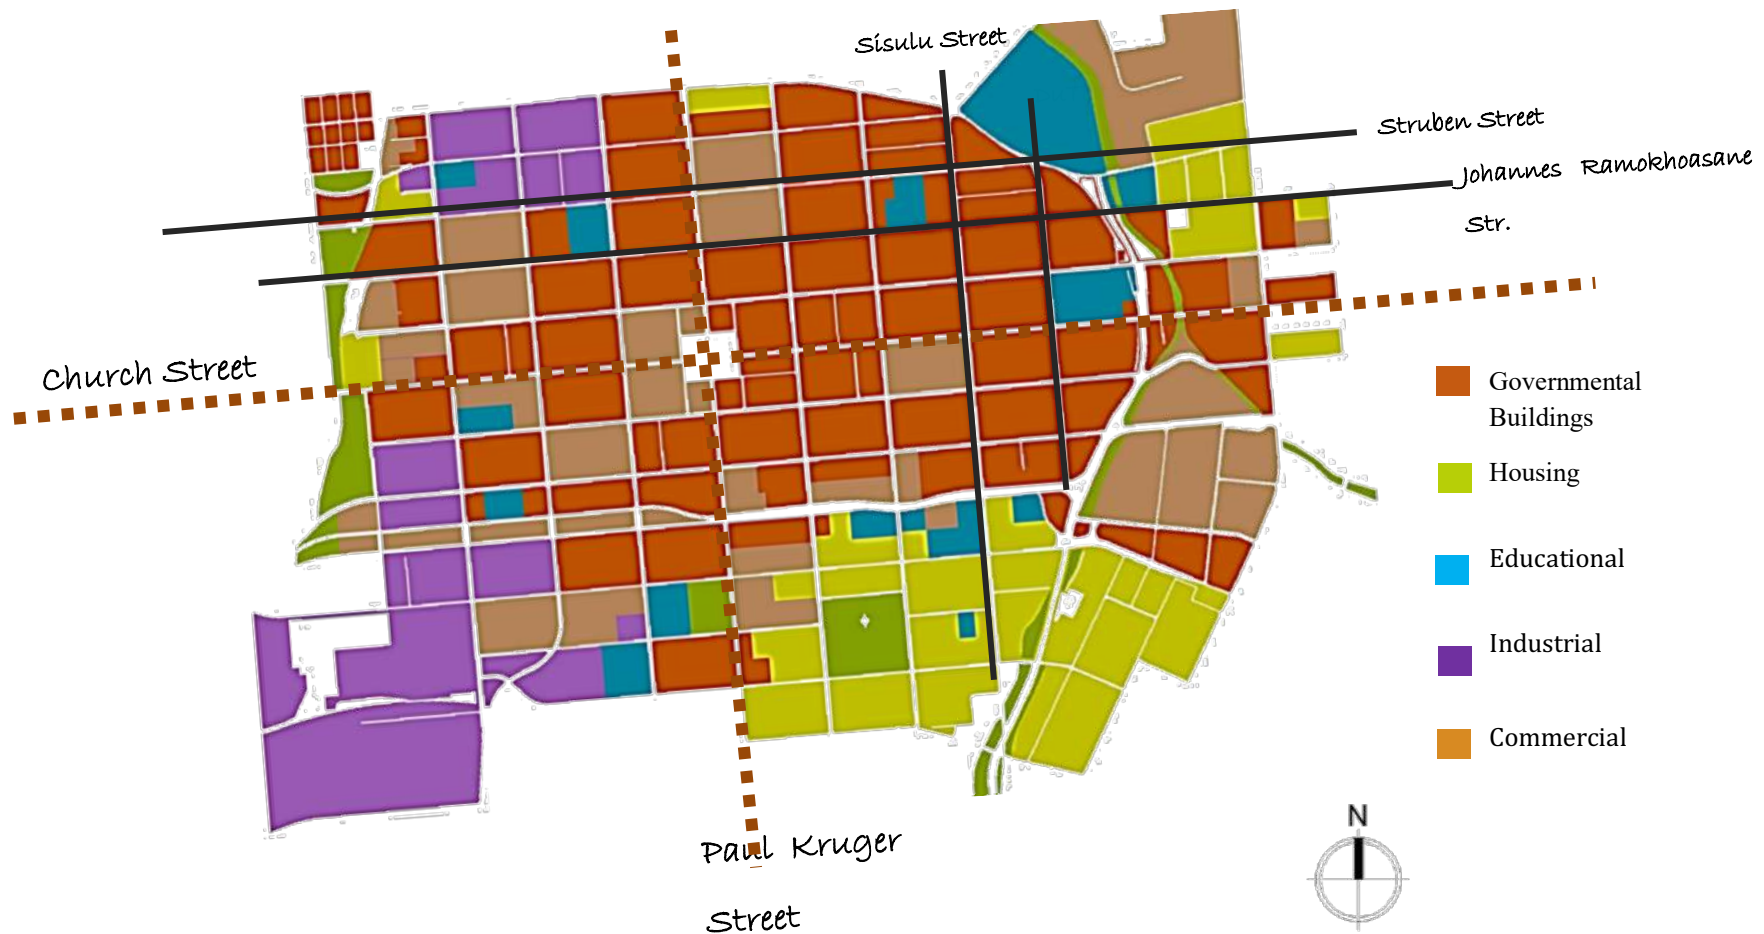 Sisulu Street
Struben Street
Johannes Ramokhoasane
Str.
Church Street
Governmental
Buildings
Housing
Educational
Industrial
Commercial
N
Paul Kruger
Street